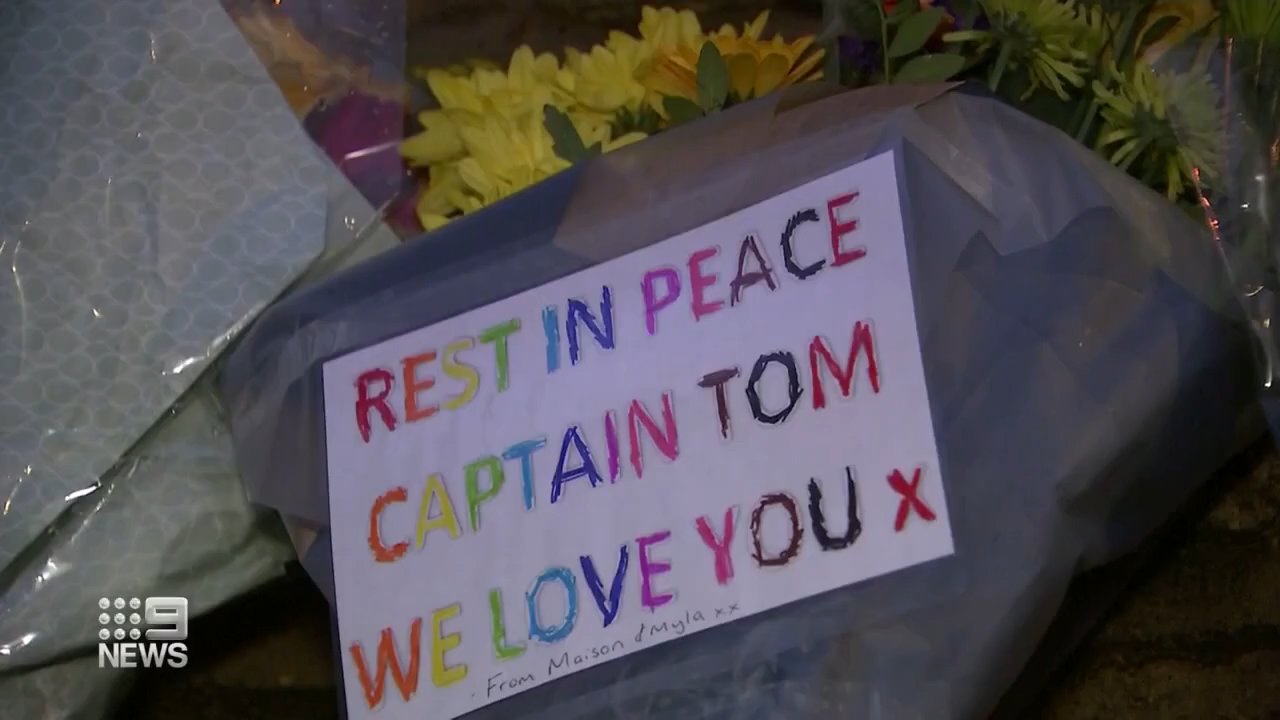 REST IN PEACE
CAPTAIN TOM
WE LOVE YOU X
From Maison & Myla xx
9
NEWS